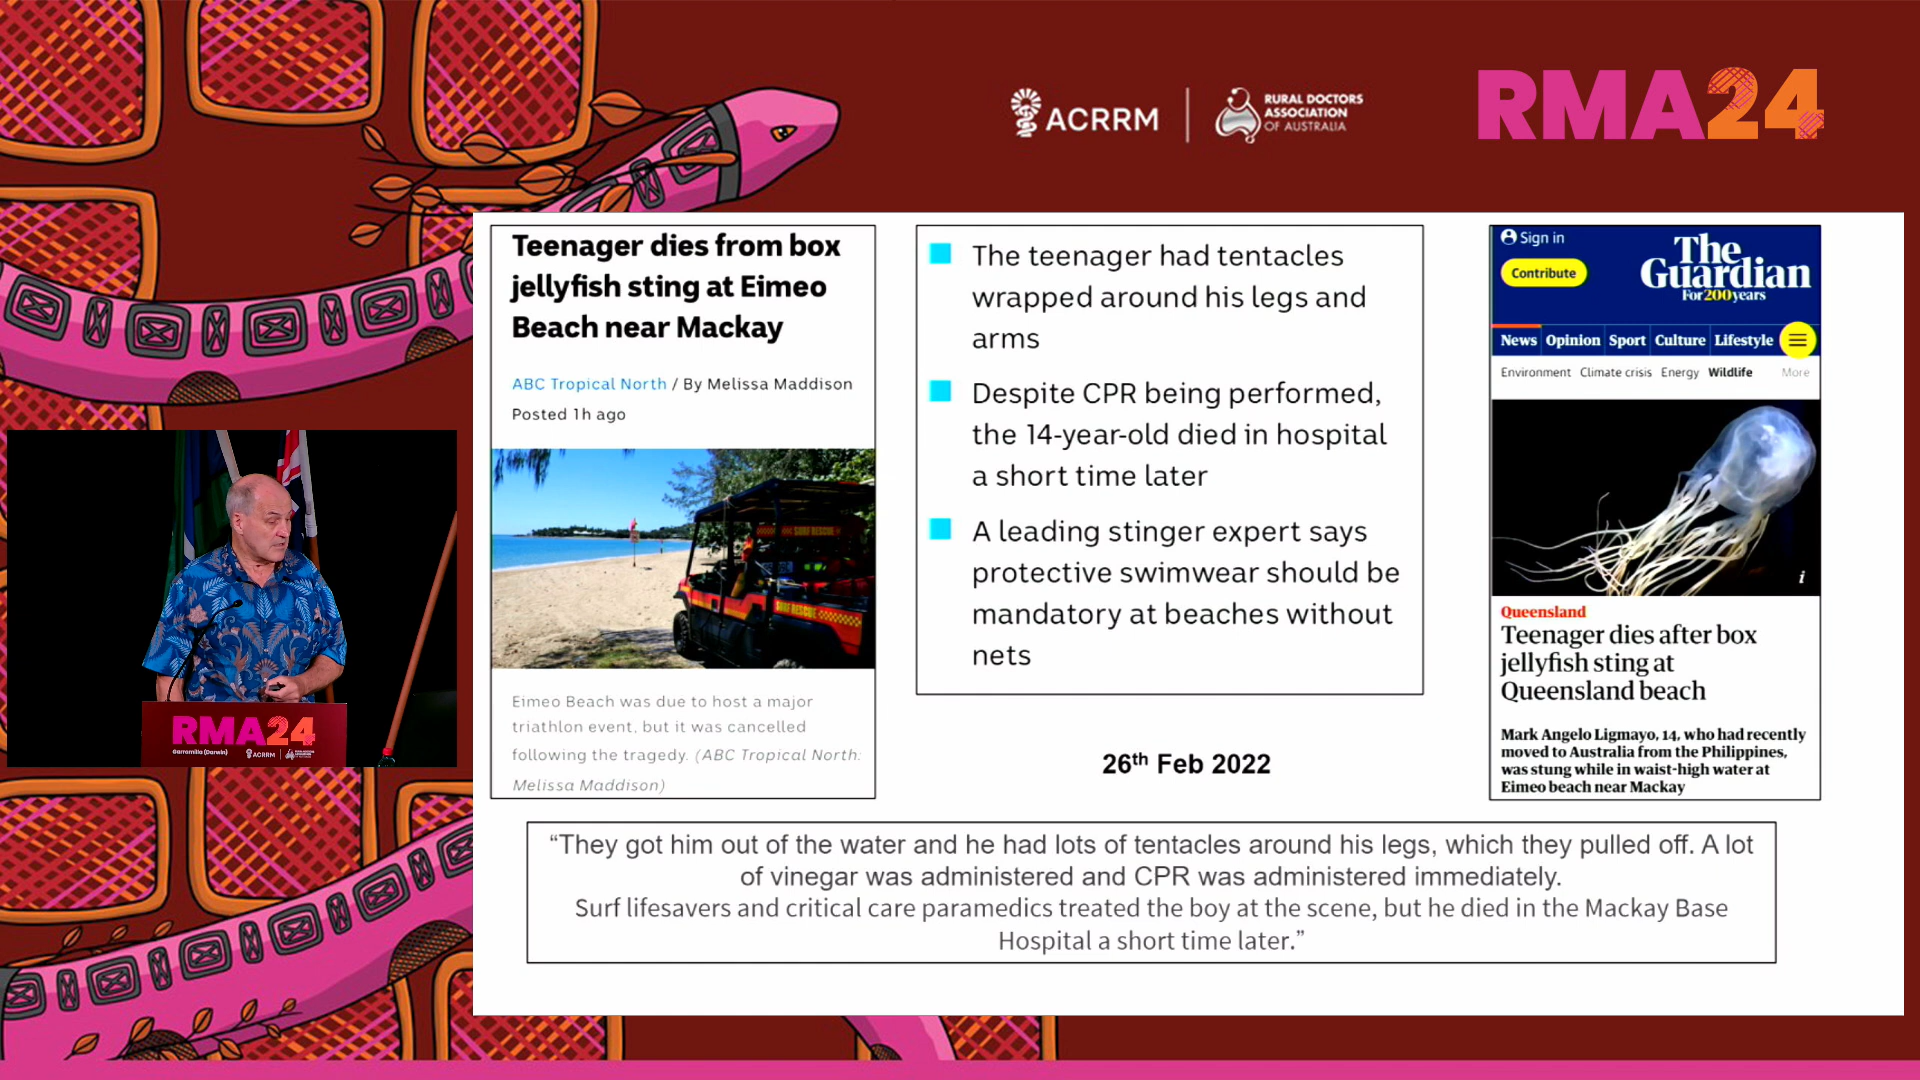 ACRRM
RURAL DOCTORS
ASSOCIATION
OF AUSTRALIA
RMA24
Teenager dies from box
jellyfish sting at Eimeo
Beach near Mackay
ABC Tropical North / By Melissa Maddison
Posted 1h ago
SURF RESCUE
SURF RESCUE
Eimeo Beach was due to host a major
triathlon event, but it was cancelled
following the tragedy. (ABC Tropical North:
Melissa Maddison)
The teenager had tentacles
wrapped around his legs and
arms
Despite CPR being performed,
the 14-year-old died in hospital
a short time later
A leading stinger expert says
protective swimwear should be
mandatory at beaches without
nets
26th Feb 2022
Sign in
Contribute
The
Guardian
For 200 years
News Opinion Sport Culture Lifestyle
Environment Climate crisis Energy Wildlife More
i
Queensland
Teenager dies after box
jellyfish sting at
Queensland beach
Mark Angelo Ligmayo, 14, who had recently
moved to Australia from the Philippines,
was stung while in waist-high water at
Eimeo beach near Mackay
“They got him out of the water and he had lots of tentacles around his legs, which they pulled off. A lot
of vinegar was administered and CPR was administered immediately.
Surf lifesavers and critical care paramedics treated the boy at the scene, but he died in the Mackay Base
Hospital a short time later.”
RMA24
Garramilla (Darwin)
ACRRM